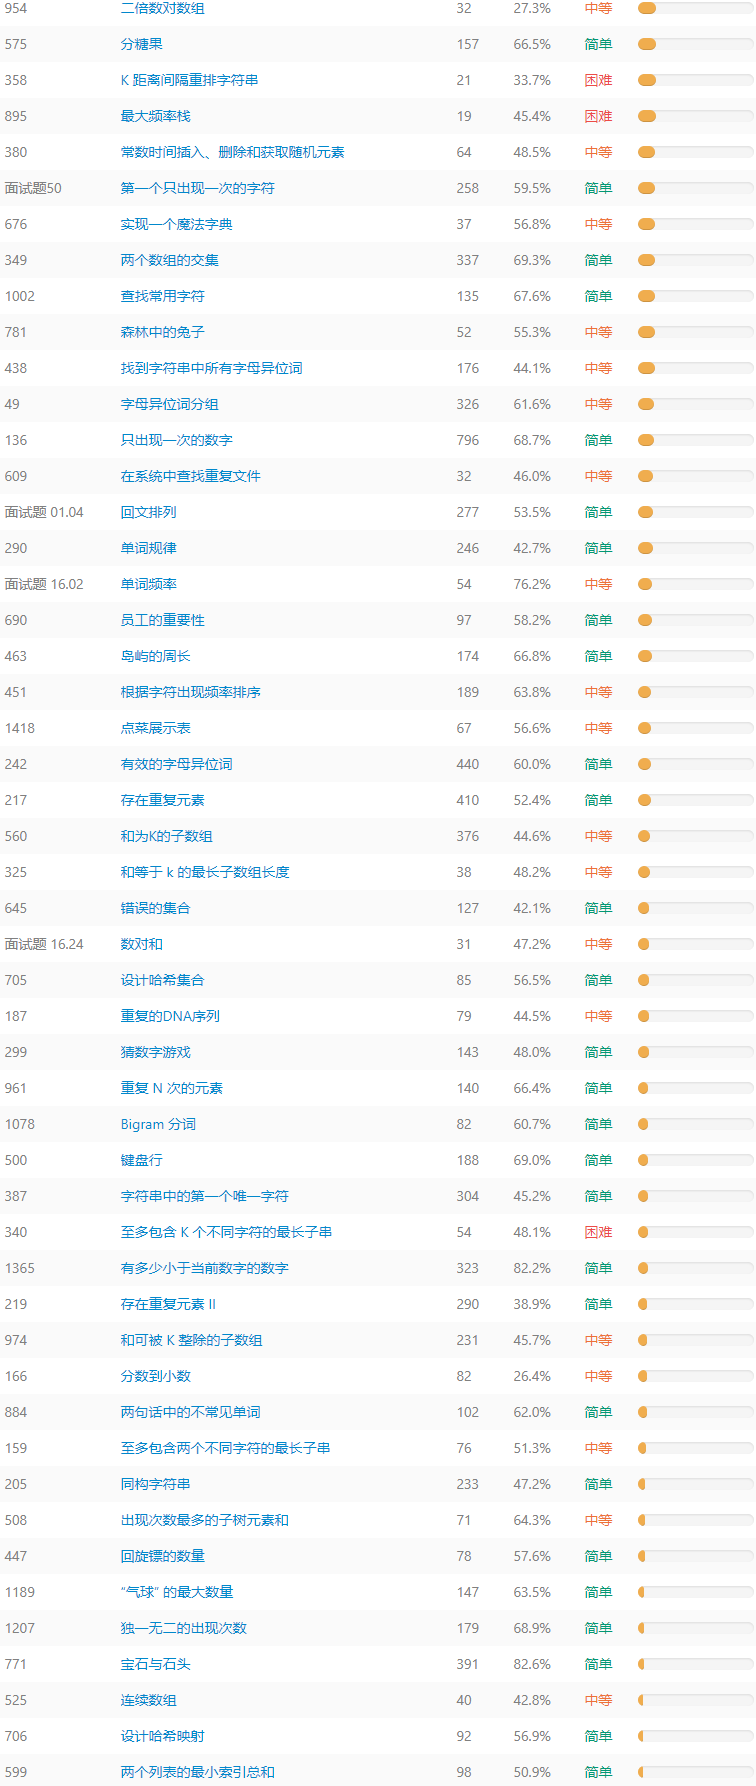 954 二倍数对数组 32 27.3% 中等
575 分糖果 157 66.5% 简单
358 K 距离间隔重排字符串 21 33.7% 困难
895 最大频率栈 19 45.4% 困难
380 常数时间插入、删除和获取随机元素 64 48.5% 中等
面试题50 第一个只出现一次的字符 258 59.5% 简单
676 实现一个魔法字典 37 56.8% 中等
349 两个数组的交集 337 69.3% 简单
1002 查找常用字符 135 67.6% 简单
781 森林中的兔子 52 55.3% 中等
438 找到字符串中所有字母异位词 176 44.1% 中等
49 字母异位词分组 326 61.6% 中等
136 只出现一次的数字 796 68.7% 简单
609 在系统中查找重复文件 32 46.0% 中等
面试题 01.04 回文排列 277 53.5% 简单
290 单词规律 246 42.7% 简单
面试题 16.02 单词频率 54 76.2% 中等
690 员工的重要性 97 58.2% 简单
463 岛屿的周长 174 66.8% 简单
451 根据字符出现频率排序 189 63.8% 中等
1418 点菜展示表 67 56.6% 中等
242 有效的字母异位词 440 60.0% 简单
217 存在重复元素 410 52.4% 简单
560 和为K的子数组 376 44.6% 中等
325 和等于 k 的最长子数组长度 38 48.2% 中等
645 错误的集合 127 42.1% 简单
面试题 16.24 数对和 31 47.2% 中等
705 设计哈希集合 85 56.5% 简单
187 重复的DNA序列 79 44.5% 中等
299 猜数字游戏 143 48.0% 简单
961 重复 N 次的元素 140 66.4% 简单
1078 Bigram 分词 82 60.7% 简单
500 键盘行 188 69.0% 简单
387 字符串中的第一个唯一字符 304 45.2% 简单
340 至多包含 K 个不同字符的最长子串 54 48.1% 困难
1365 有多少小于当前数字的数字 323 82.2% 简单
219 存在重复元素 II 290 38.9% 简单
974 和可被 K 整除的子数组 231 45.7% 中等
166 分数到小数 82 26.4% 中等
884 两句话中的不常见单词 102 62.0% 简单
159 至多包含两个不同字符的最长子串 76 51.3% 中等
205 同构字符串 233 47.2% 简单
508 出现次数最多的子树元素和 71 64.3% 中等
447 回旋镖的数量 78 57.6% 简单
1189 “气球” 的最大数量 147 63.5% 简单
1207 独一无二的出现次数 179 68.9% 简单
771 宝石与石头 391 82.6% 简单
525 连续数组 40 42.8% 中等
706 设计哈希映射 92 56.9% 简单
599 两个列表的最小索引总和 98 50.9% 简单